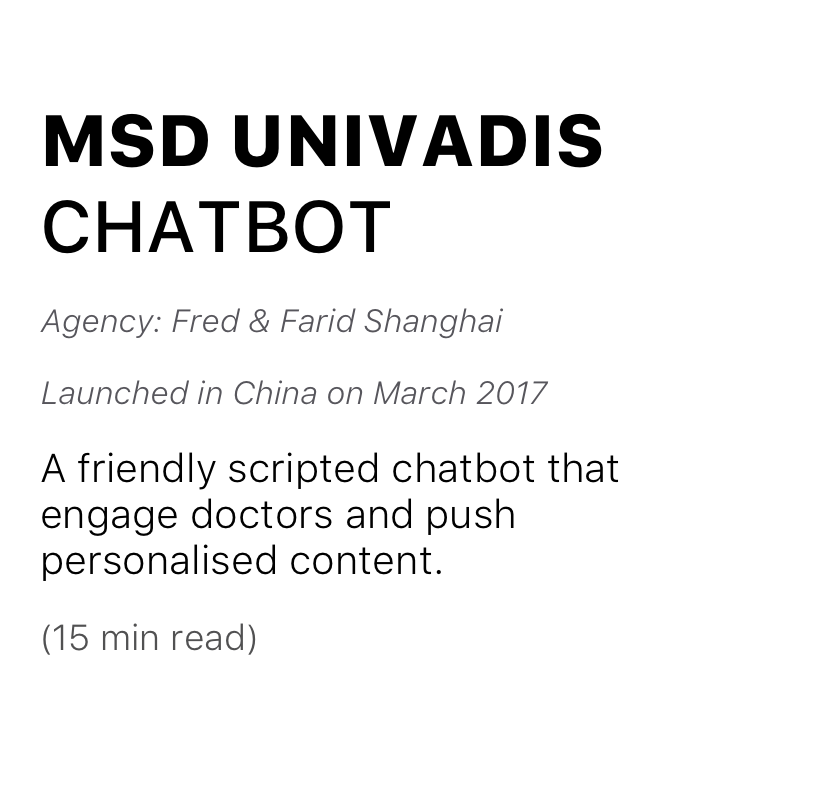 MSD UNIVADIS
CHATBOT
Agency: Fred & Farid Shanghai
Launched in China on March 2017
A friendly scripted chatbot that
engage doctors and push
personalised content.
(15 min read)